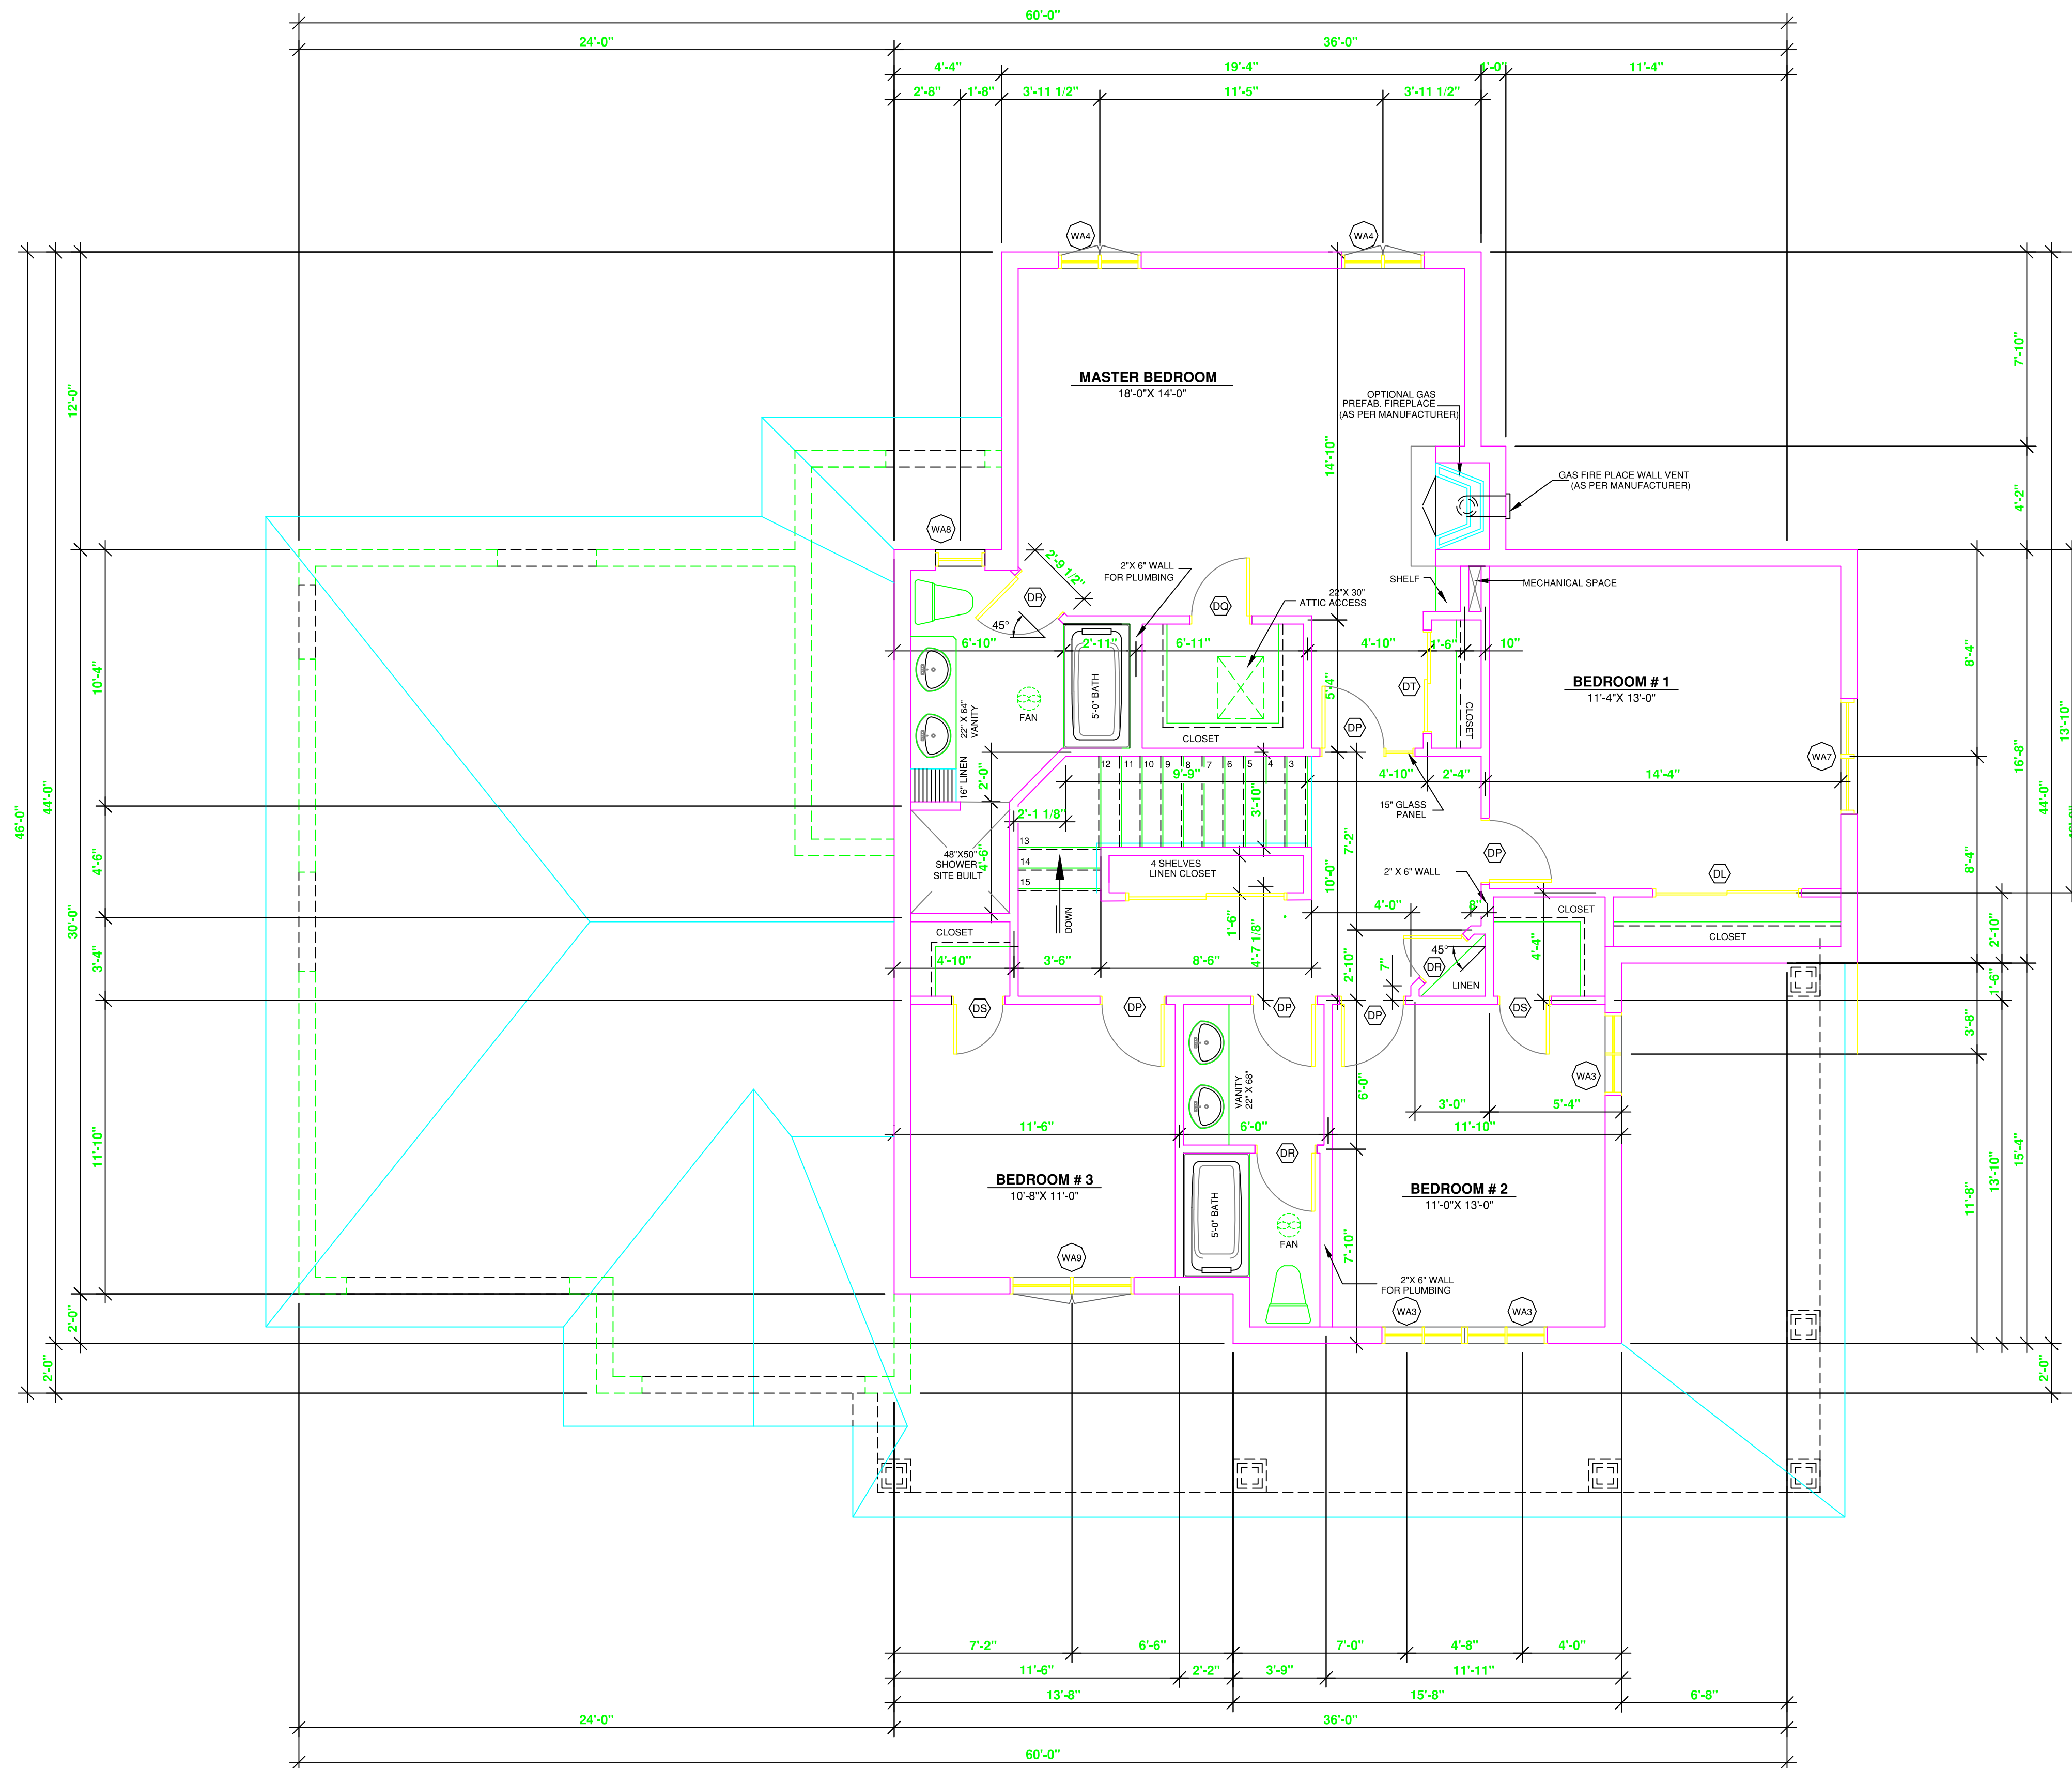 60'-0"
24'-0"
36'-0"
4'-4"
19'-4"
1'-0"
11'-4"
2'-8"
1'-8"
3'-11 1/2"
11'-5"
3'-11 1/2"
WA4
WA4
MASTER BEDROOM
18'-0"X 14'-0"
OPTIONAL GAS
PREFAB. FIREPLACE
(AS PER MANUFACTURER)
GAS FIRE PLACE WALL VENT
(AS PER MANUFACTURER)
14'-10"
12'-0"
7'-10"
4'-2"
WA8
2'-9 1/2"
2"X 6" WALL
FOR PLUMBING
DR
45°
DQ
22"X 30"
ATTIC ACCESS
SHELF
MECHANICAL SPACE
6'-10"
2'-11"
6'-11"
4'-10"
1'-6"
10"
5'-4"
DT
BEDROOM # 1
11'-4"X 13'-0"
FAN
5'-0" BATH
22" X 64"
VANITY
16" LINEN
CLOSET
DP
CLOSET
WA7
12
11
10
9
8
7
6
5
4
3
9'-9"
4'-10"
2'-4"
14'-4"
2'-0"
2'-1 1/8"
3'-10"
15" GLASS
PANEL
7'-2"
10'-0"
13
14
15
48"X50"
SHOWER
SITE BUILT
4'-6"
4 SHELVES
LINEN CLOSET
DP
2" X 6" WALL
DL
DOWN
1'-6"
4'-7 1/8"
4'-0"
8"
CLOSET
CLOSET
CLOSET
4'-10"
3'-6"
8'-6"
2'-10"
7"
45°
DR
LINEN
4'-4"
DS
DP
DP
DP
DS
WA3
VANITY
22" X 68"
6'-0"
3'-0"
5'-4"
11'-6"
6'-0"
11'-10"
DR
BEDROOM # 3
10'-8"X 11'-0"
BEDROOM # 2
11'-0"X 13'-0"
5'-0" BATH
FAN
7'-10"
WA9
2"X 6" WALL
FOR PLUMBING
WA3
WA3
46'-0"
44'-0"
30'-0"
10'-4"
4'-6"
3'-4"
11'-10"
2'-0"
2'-0"
8'-4"
8'-4"
16'-8"
44'-0"
13'-10"
2'-10"
1'-6"
3'-8"
11'-8"
13'-10"
15'-4"
2'-0"
7'-2"
6'-6"
7'-0"
4'-8"
4'-0"
11'-6"
2'-2"
3'-9"
11'-11"
13'-8"
15'-8"
6'-8"
24'-0"
36'-0"
60'-0"